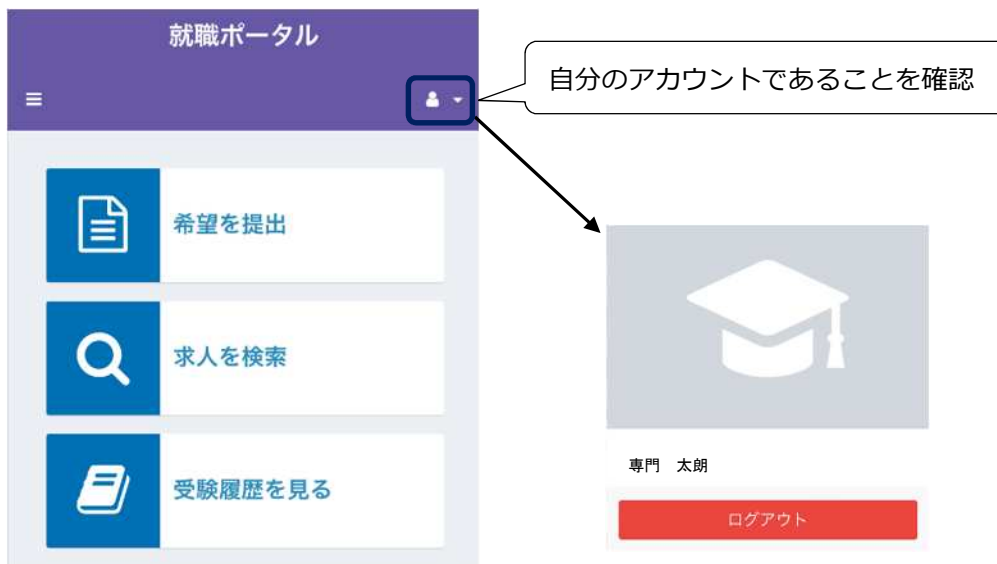 就職ポータル
自分のアカウントであることを確認
希望を提出
求人を検索
受験履歴を見る
専門　太朗
ログアウト